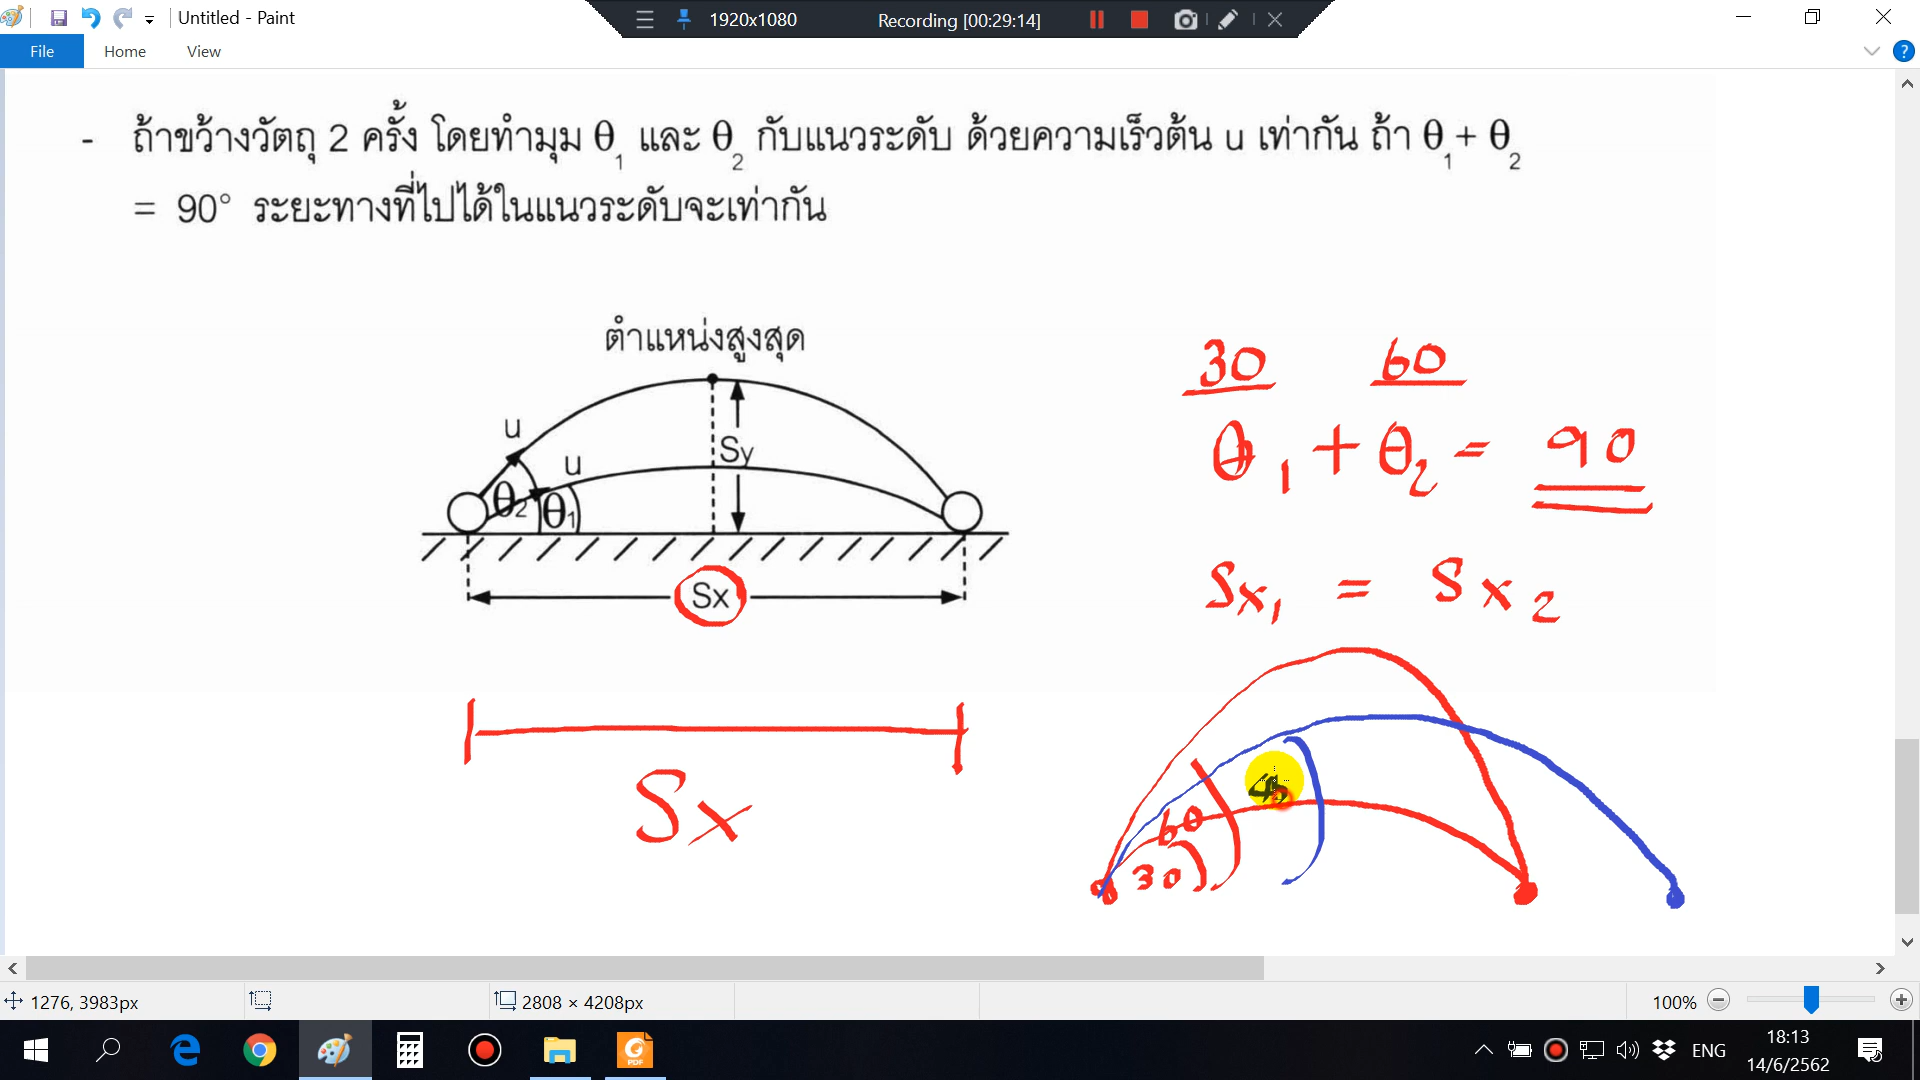 Untitled - Paint
1920x1080
Recording [00:29:14]
File
Home
View
- ถ้าขว้างวัตถุ 2 ครั้ง โดยทำมุม θ1 และ θ2 กับแนวระดับ ด้วยความเร็วต้น u เท่ากัน ถ้า θ1+ θ2
= 90° ระยะทางที่ไปได้ในแนวระดับจะเท่ากัน
ตำแหน่งสูงสุด
u
u
Sy
θ2
θ1
Sx
Sx
30 60
θ1 + θ2 = 90
Sx1 = Sx2
60
30
1276, 3983px
2808 × 4208px
100%
PDF
ENG
18:13
14/6/2562